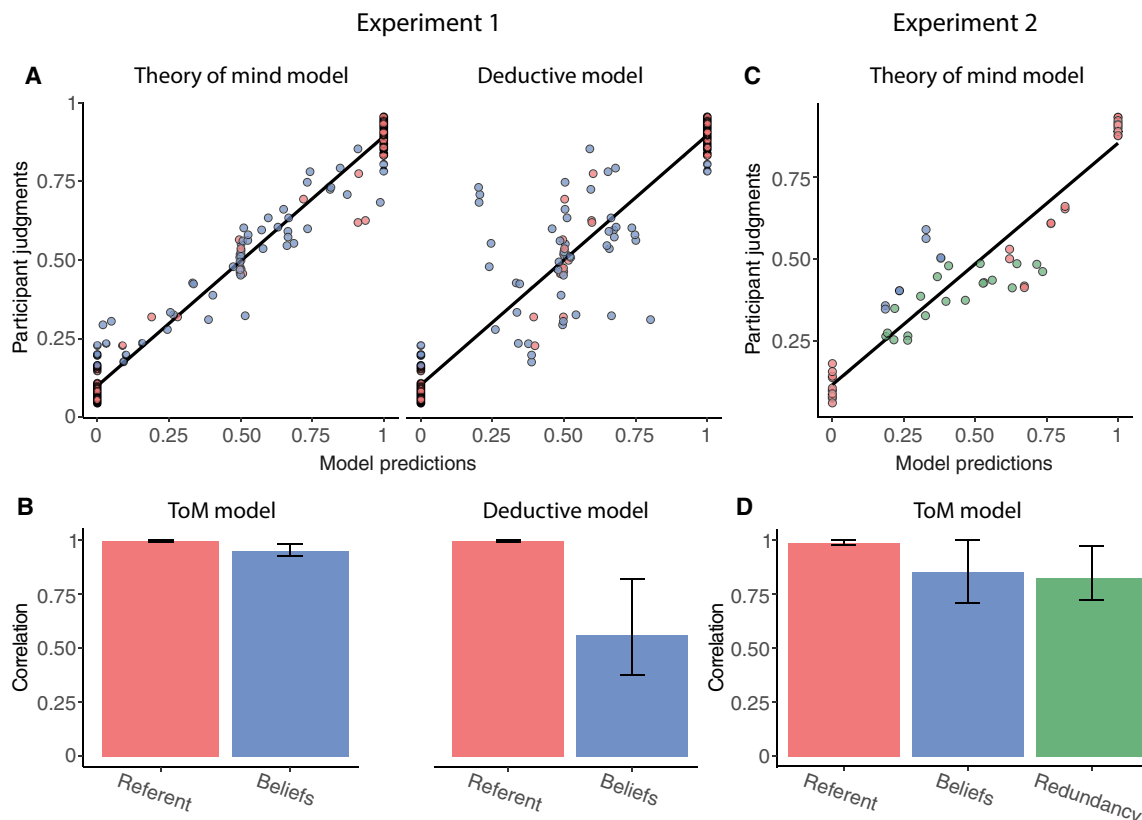 Experiment 1
Experiment 2
A
Theory of mind model
Deductive model
C
Theory of mind model
Participant judgments
1
0.75
0.50
0.25
0
0
0.25
0.50
0.75
1
0
0.25
0.50
0.75
1
Model predictions
Participant judgments
0.75
0.50
0.25
0
0.25
0.50
0.75
1
Model predictions
B
ToM model
Deductive model
D
ToM model
Correlation
1
0.75
0.50
0.25
0
Referent
Beliefs
Referent
Beliefs
Correlation
1
0.75
0.50
0.25
0
Referent
Beliefs
Redundancy